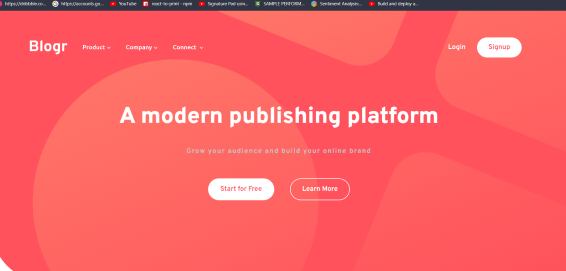 https://dribbble.co...  https://accounts.go...  YouTube  react-to-print - npm  Signature Pad usin...  SAMPLE PERFORM...  Sentiment Analysis:...  Build and deploy a...
Blogr  Product  Company  Connect  Login  Signup
A modern publishing platform
Grow your audience and build your online brand
Start for Free  Learn More